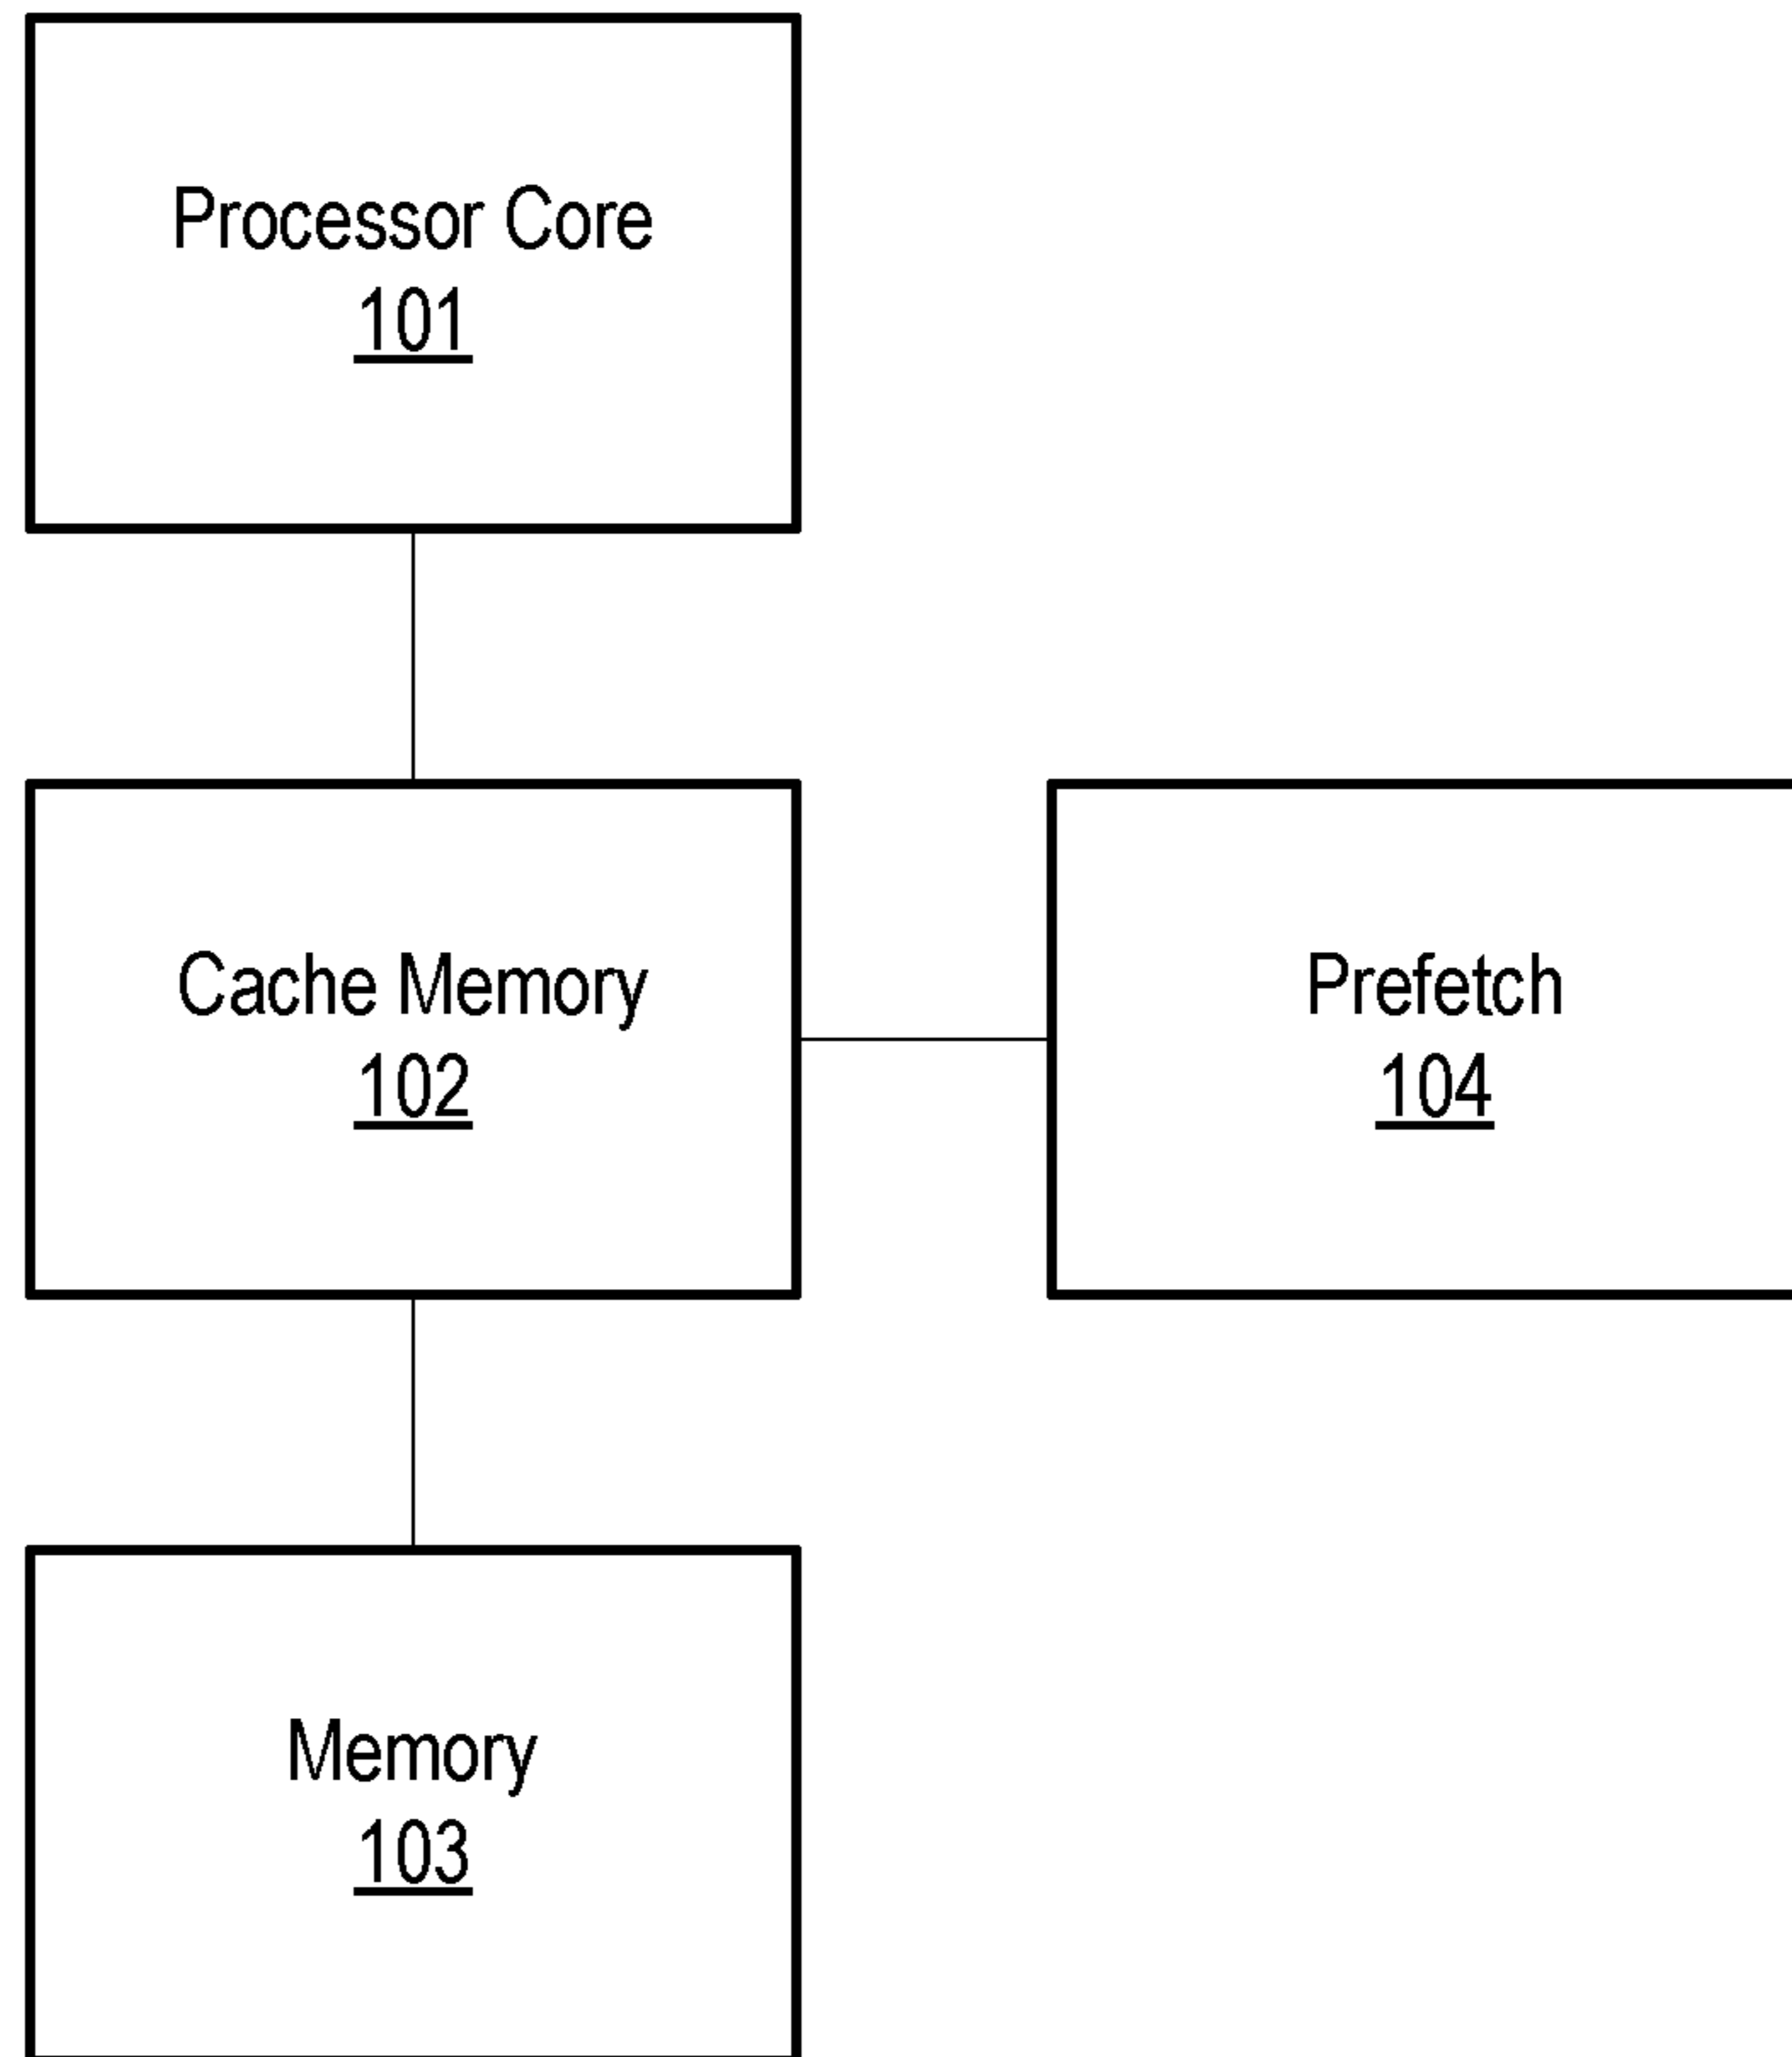 Processor Core
101
Cache Memory
102
Prefetch
104
Memory
103